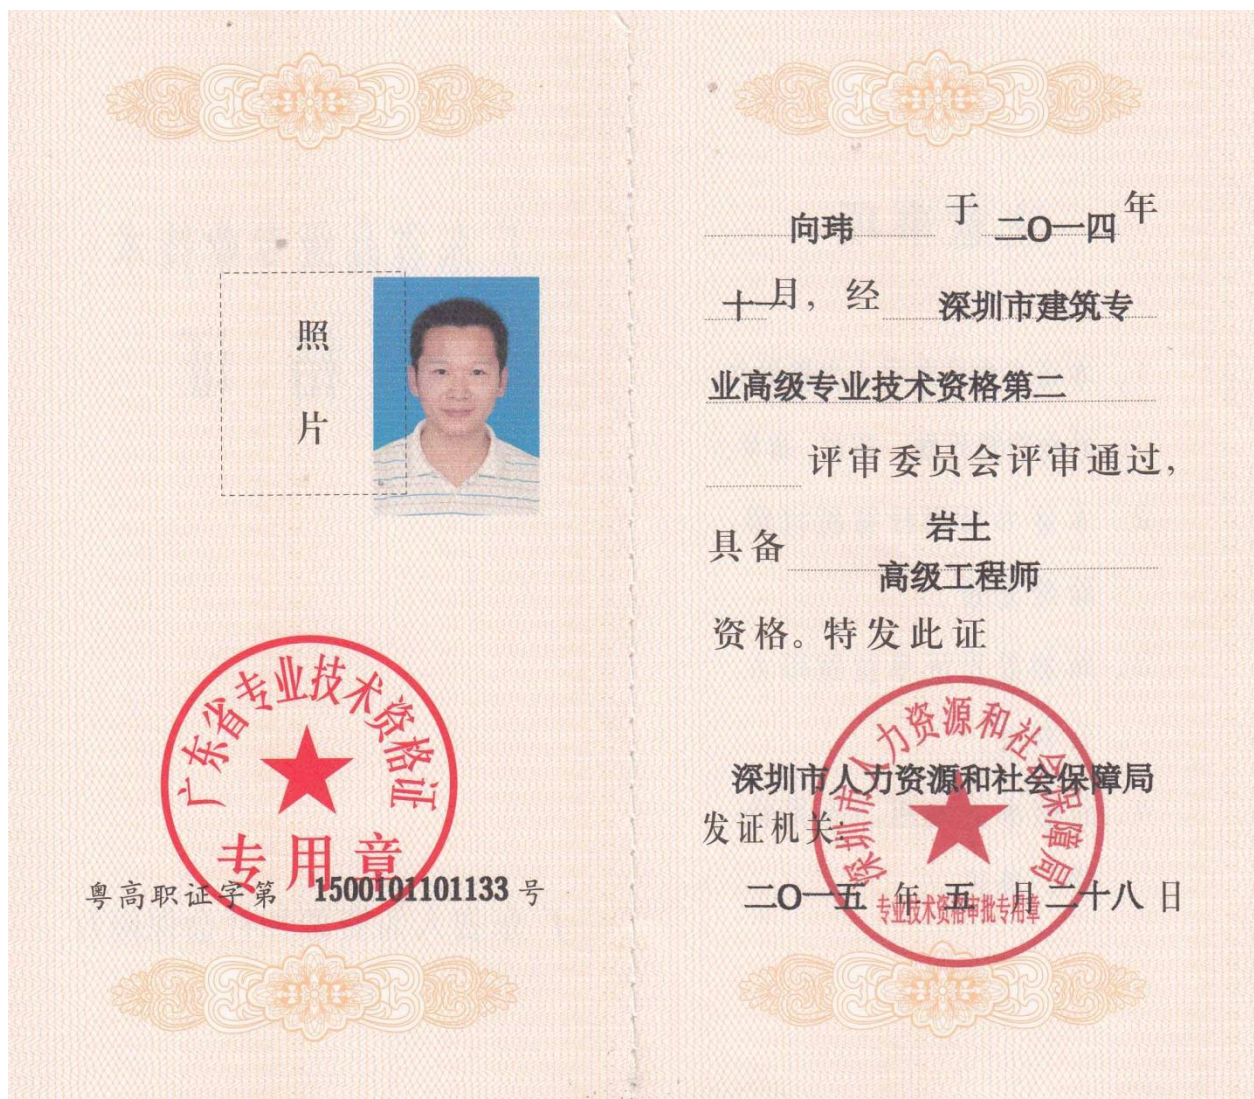 照
片
广东省专业技术资格证
专用章
粤高职证字第 1500101101133 号
向玮 于 二O一四 年
十一月，经 深圳市建筑专
业高级专业技术资格第二
评审委员会评审通过，
具备 岩土
高级工程师
资格。特发此证
深圳市人力资源和社会保障局
深圳市人力资源和社会保障局
发证机关：
二O一五 年 五 月二十八 日
专业技术资格审批专用章